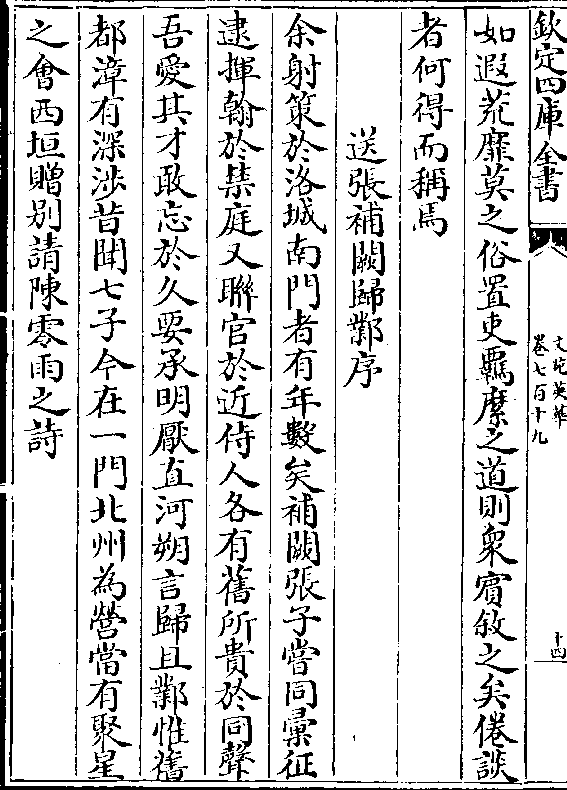 欽定四庫全書
文苑英華
卷七百十九
十四
如遐荒靡莫之俗置吏羈縻之道則衆賓敘之矣倦談
者何得而稱焉
送張補闕歸鄴序
余射策於洛城南門者有年數矣補闕張子嘗同彙征
逮揮翰於禁庭又聯官於近侍人各有舊所貴於同聲
吾愛其才敢忘於久要承明厭直河朔言歸且鄴惟舊
都漳有深涉昔聞七子今在一門北州為營當有聚星
之會西垣贈别請陳零雨之詩